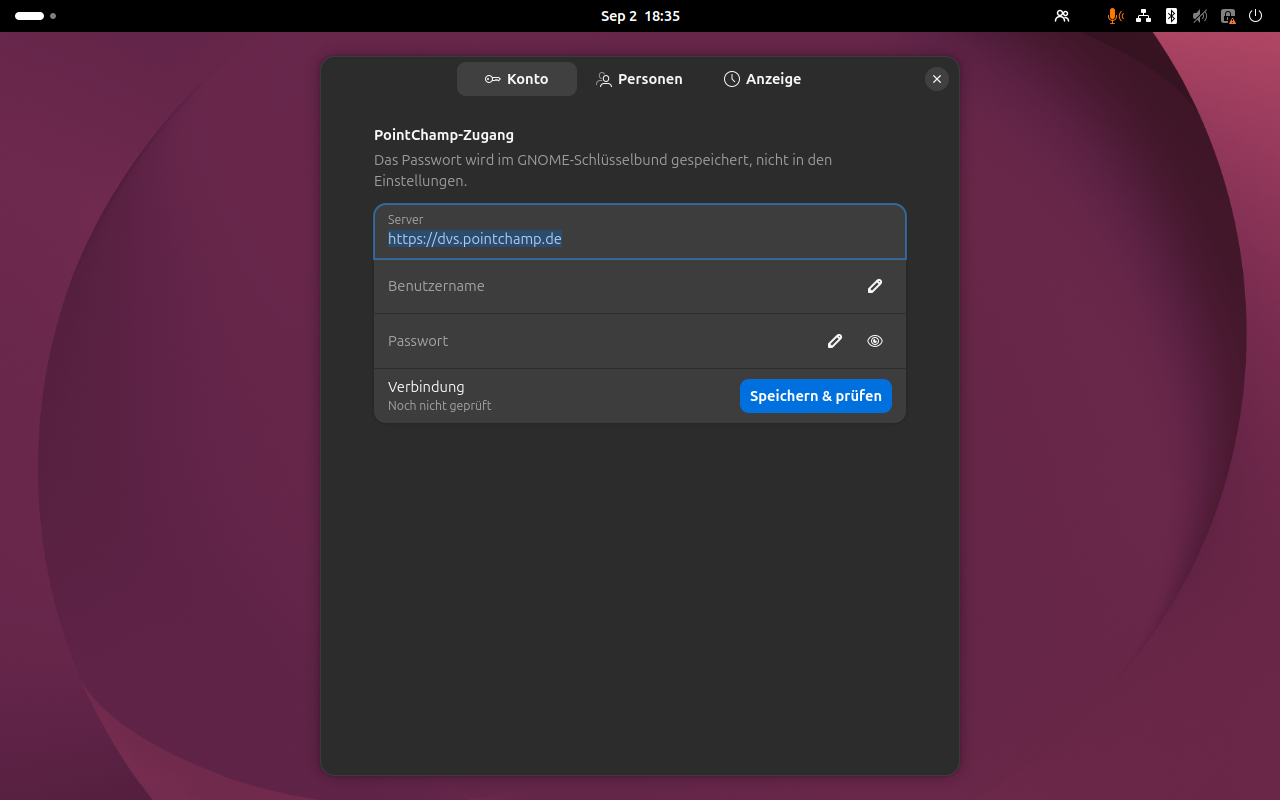 Sep 2 18:35
Konto
Personen
Anzeige
PointChamp-Zugang
Das Passwort wird im GNOME-Schlüsselbund gespeichert, nicht in den
Einstellungen.
Server
https://dvs.pointchamp.de
Benutzername
Passwort
Verbindung
Noch nicht geprüft
Speichern & prüfen